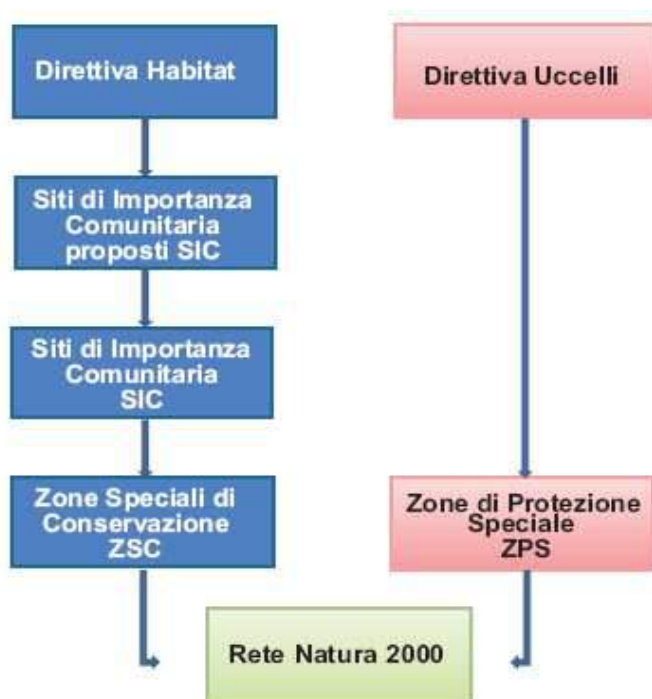 Direttiva Habitat
Direttiva Uccelli
Siti di Importanza
Comunitaria
proposti SIC
Siti di Importanza
Comunitaria
SIC
Zone Speciali di
Conservazione
ZSC
Zone di Protezione
Speciale
ZPS
Rete Natura 2000